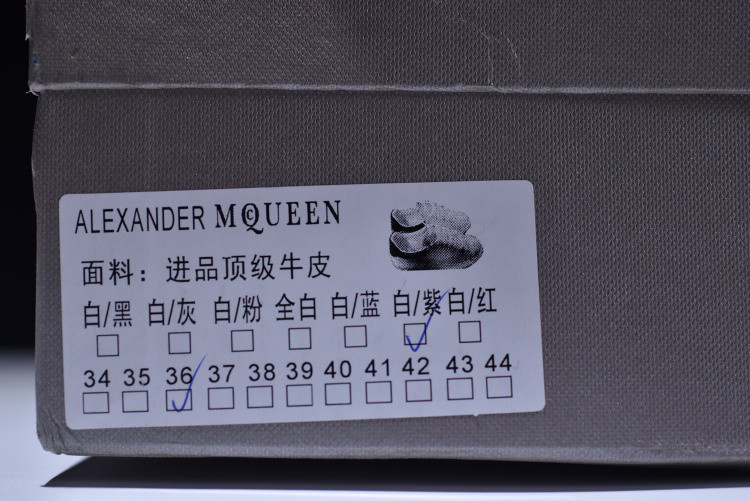 ALEXANDER MCQUEEN
面料：进品顶级牛皮
白/黑 白/灰 白/粉 全白 白/蓝 白/紫 白/红
34 35 36 37 38 39 40 41 42 43 44